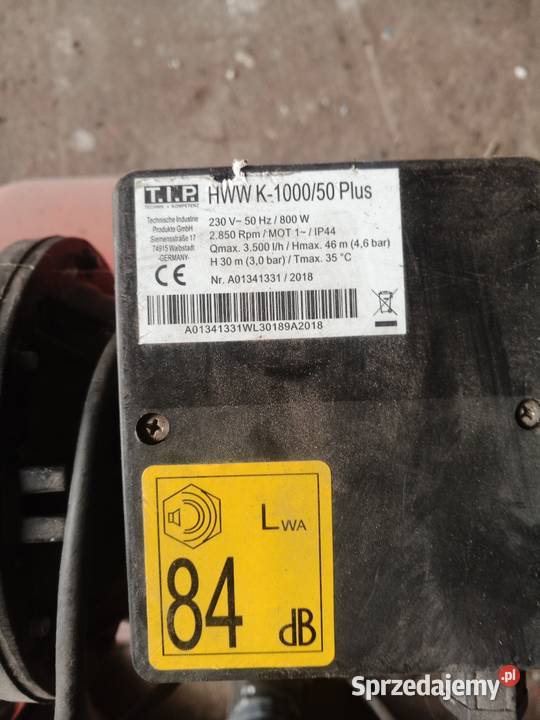 T.I.P.
TECHNIK + KOMPETENZ
HWW K-1000/50 Plus
Technische Industrie
Produkte GmbH
Siemensstraße 17
74915 Waibstadt
-GERMANY-
CE
230 V~ 50 Hz / 800 W
2.850 Rpm / MOT 1~ / IP44
Qmax. 3.500 l/h / Hmax. 46 m (4,6 bar)
H 30 m (3,0 bar) / Tmax. 35 °C
Nr. A01341331 / 2018
A01341331WL30189A2018
LWA
84 dB
Sprzedajemy.pl